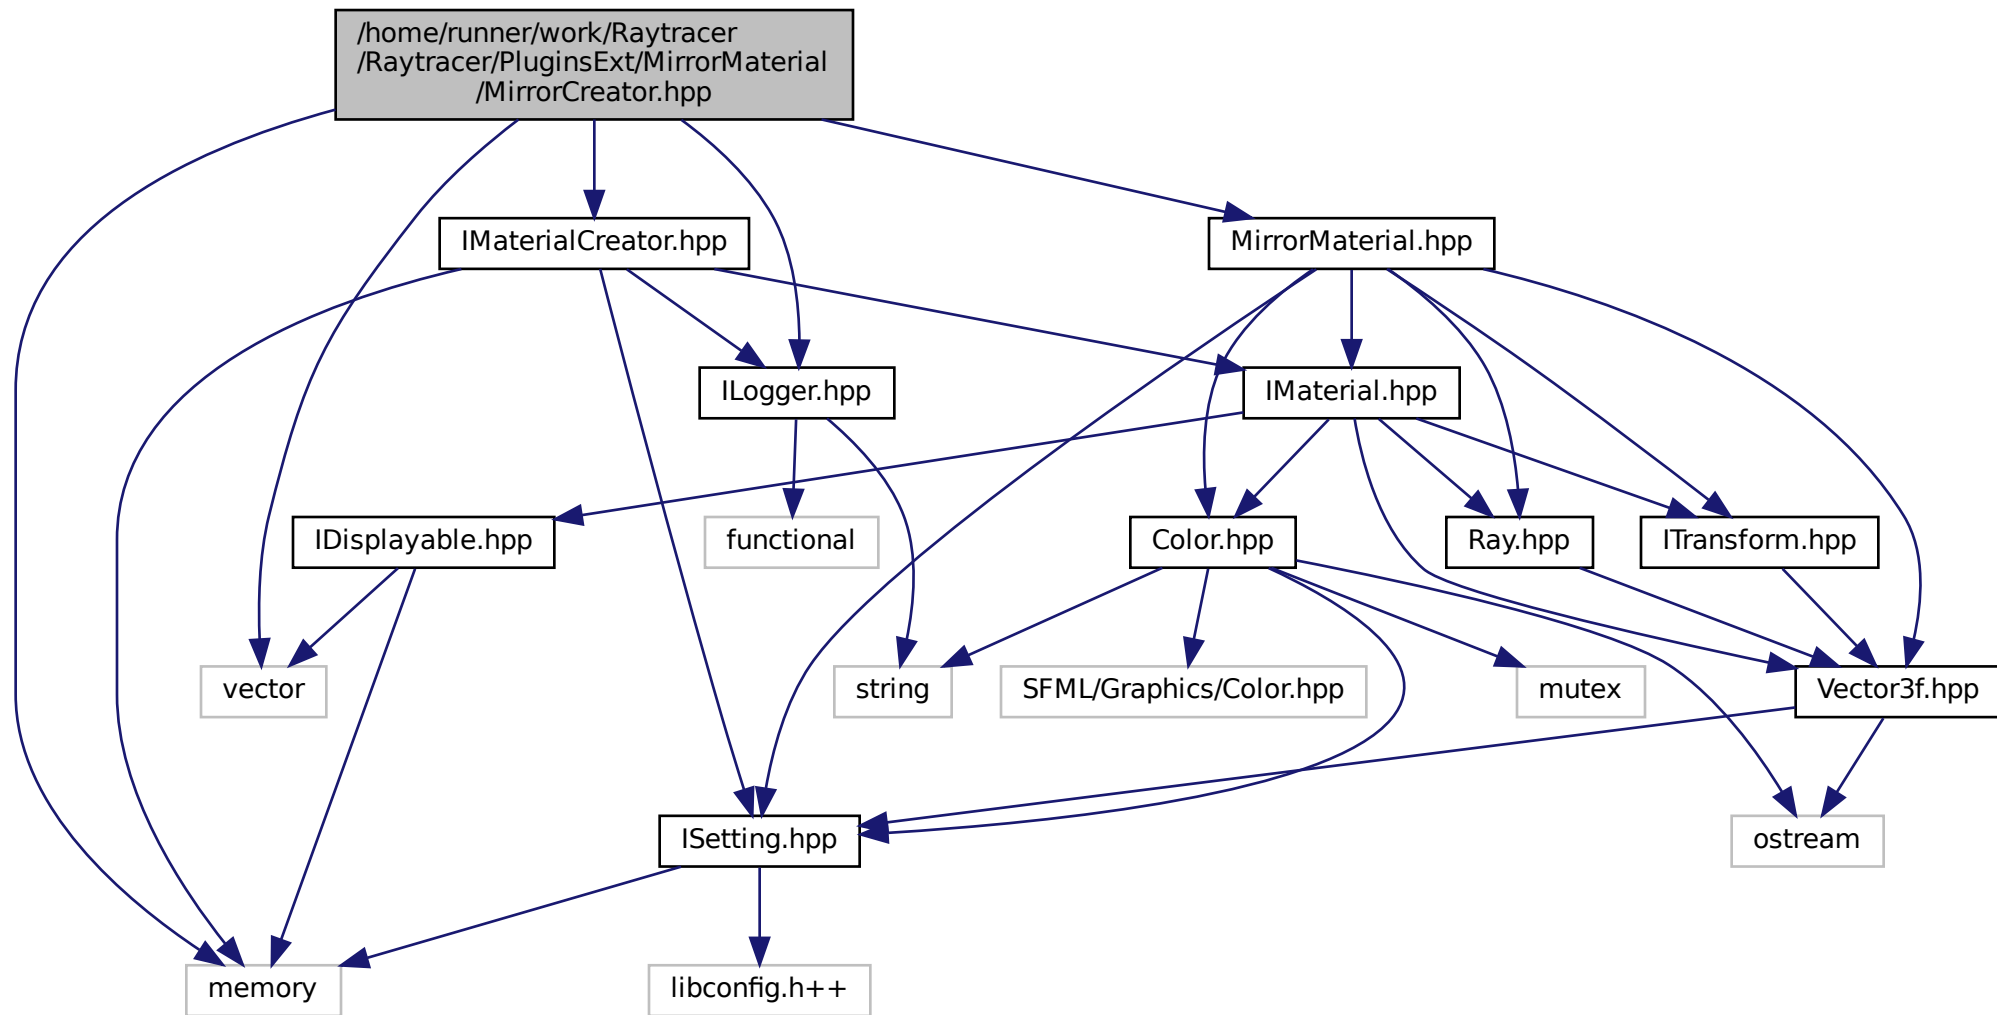 /home/runner/work/Raytracer
/Raytracer/PluginsExt/MirrorMaterial
/MirrorCreator.hpp
IMaterialCreator.hpp
MirrorMaterial.hpp
ILogger.hpp
IMaterial.hpp
IDisplayable.hpp
functional
Color.hpp
Ray.hpp
ITransform.hpp
vector
string
SFML/Graphics/Color.hpp
mutex
Vector3f.hpp
ISetting.hpp
ostream
memory
libconfig.h++